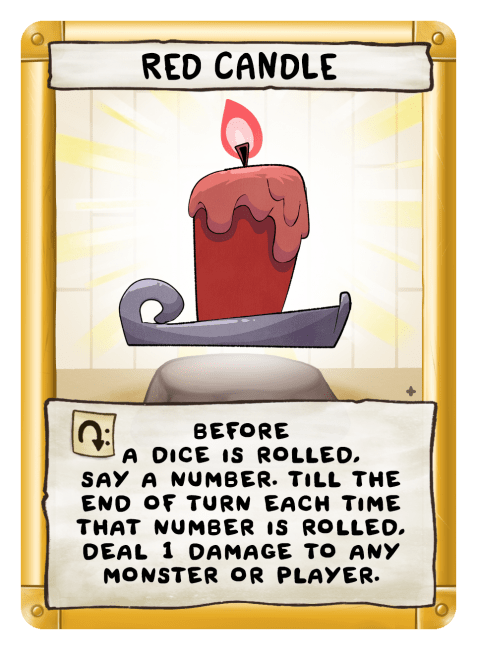 RED CANDLE
BEFORE
A DICE IS ROLLED,
SAY A NUMBER. TILL THE
END OF TURN EACH TIME
THAT NUMBER IS ROLLED,
DEAL 1 DAMAGE TO ANY
MONSTER OR PLAYER.